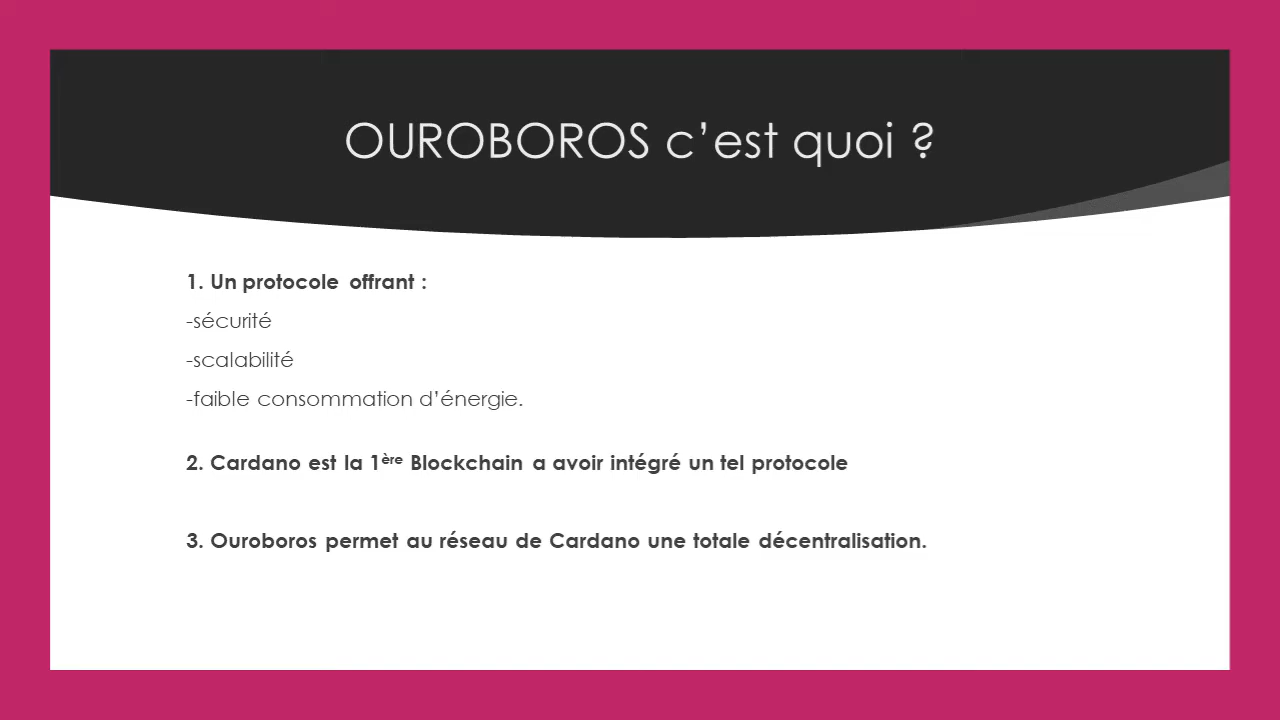 OUROBOROS c’est quoi ?
1. Un protocole offrant :
-sécurité
-scalabilité
-faible consommation d’énergie.
2. Cardano est la 1ère Blockchain a avoir intégré un tel protocole
3. Ouroboros permet au réseau de Cardano une totale décentralisation.